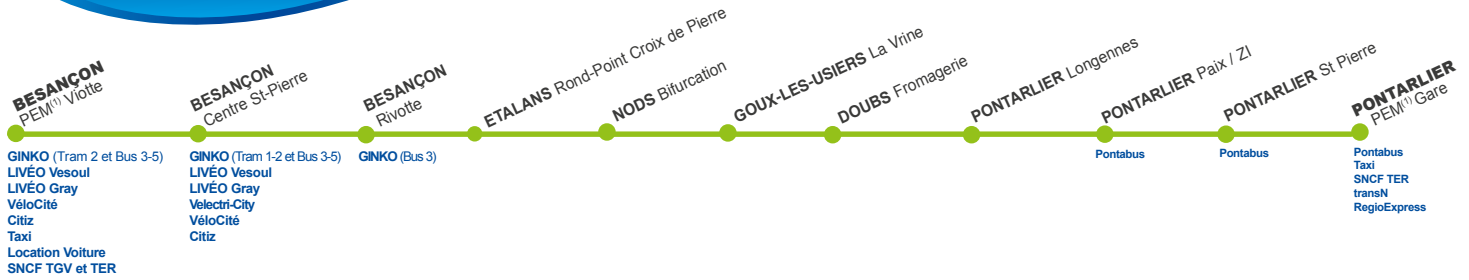 BESANÇON
PEM(1) Viotte
BESANÇON
Centre St-Pierre
BESANÇON
Rivotte
ETALANS Rond-Point Croix de Pierre
NODS Bifurcation
GOUX-LES-USIERS La Vrine
DOUBS Fromagerie
PONTARLIER Longennes
PONTARLIER Paix / ZI
PONTARLIER St Pierre
PONTARLIER
PEM(1) Gare
GINKO (Tram 2 et Bus 3-5)
LIVÉO Vesoul
LIVÉO Gray
VéloCité
Citiz
Taxi
Location Voiture
SNCF TGV et TER
GINKO (Tram 1-2 et Bus 3-5)
LIVÉO Vesoul
LIVÉO Gray
Velectri-City
VéloCité
Citiz
GINKO (Bus 3)
Pontabus
Pontabus
Pontabus
Taxi
SNCF TER
transN
RegioExpress